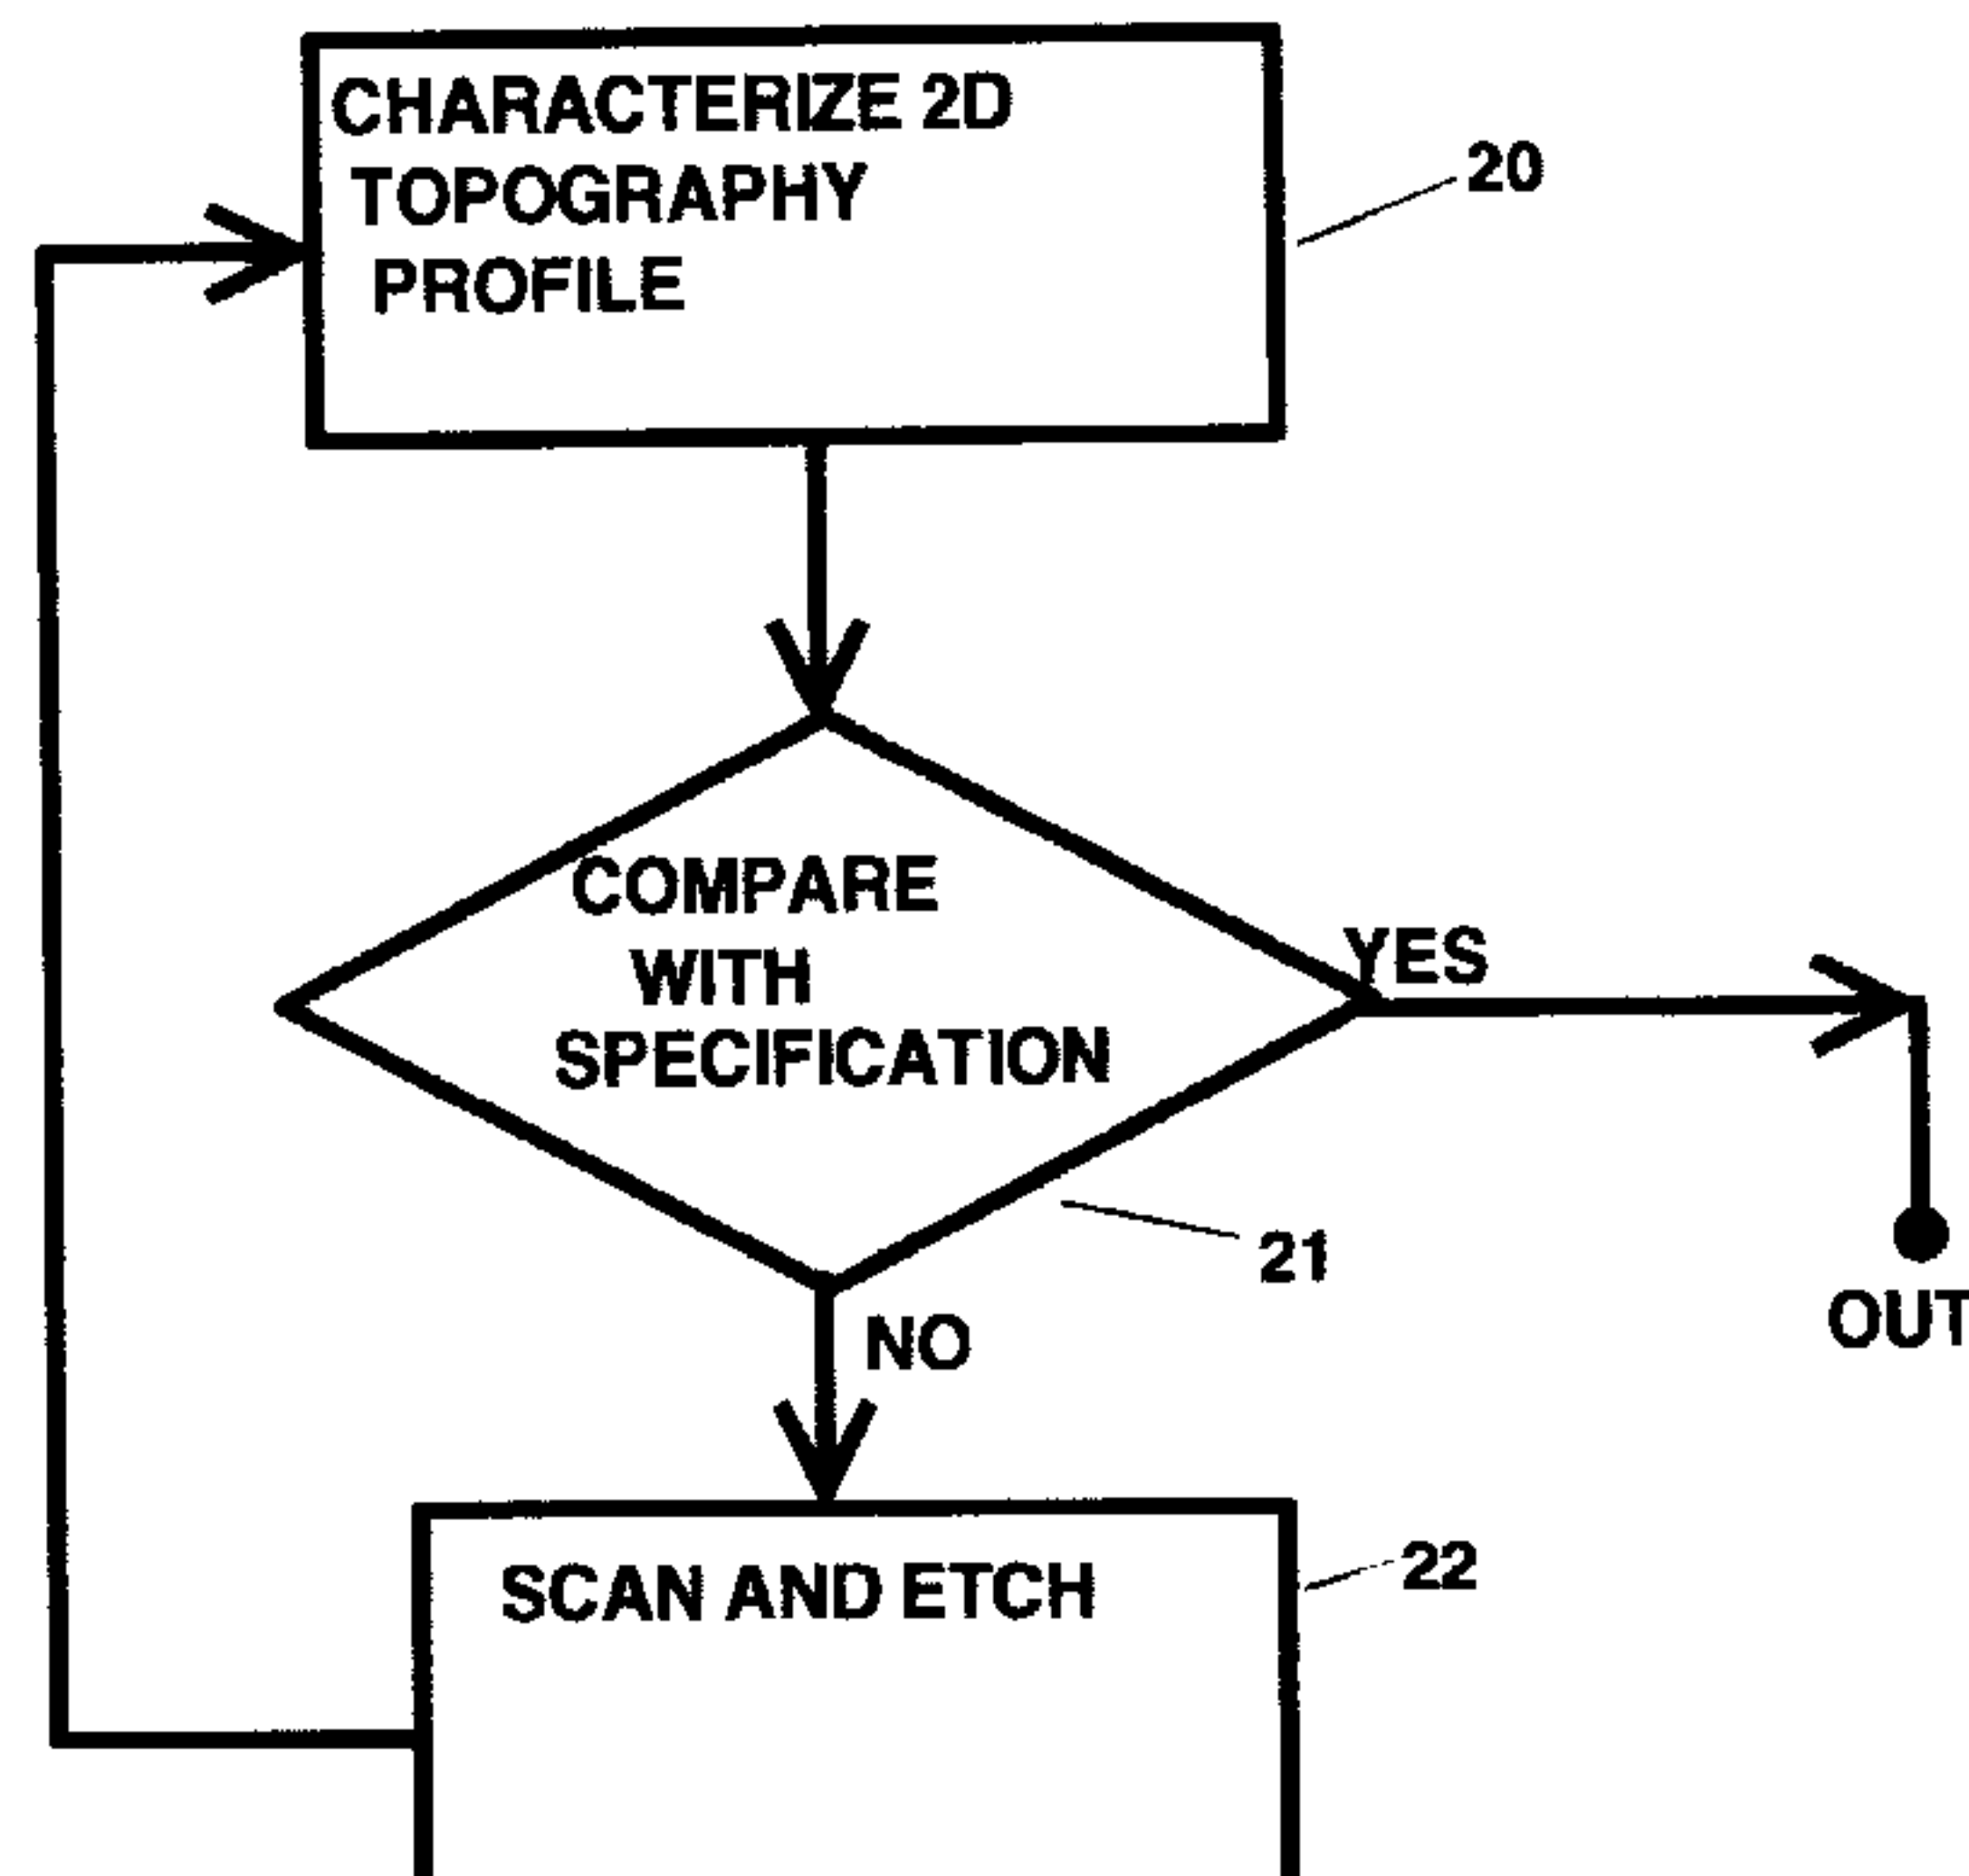 CHARACTERIZE 2D
TOPOGRAPHY
PROFILE
20
COMPARE
WITH
SPECIFICATION
YES
21
OUT
NO
SCAN AND ETCH
22